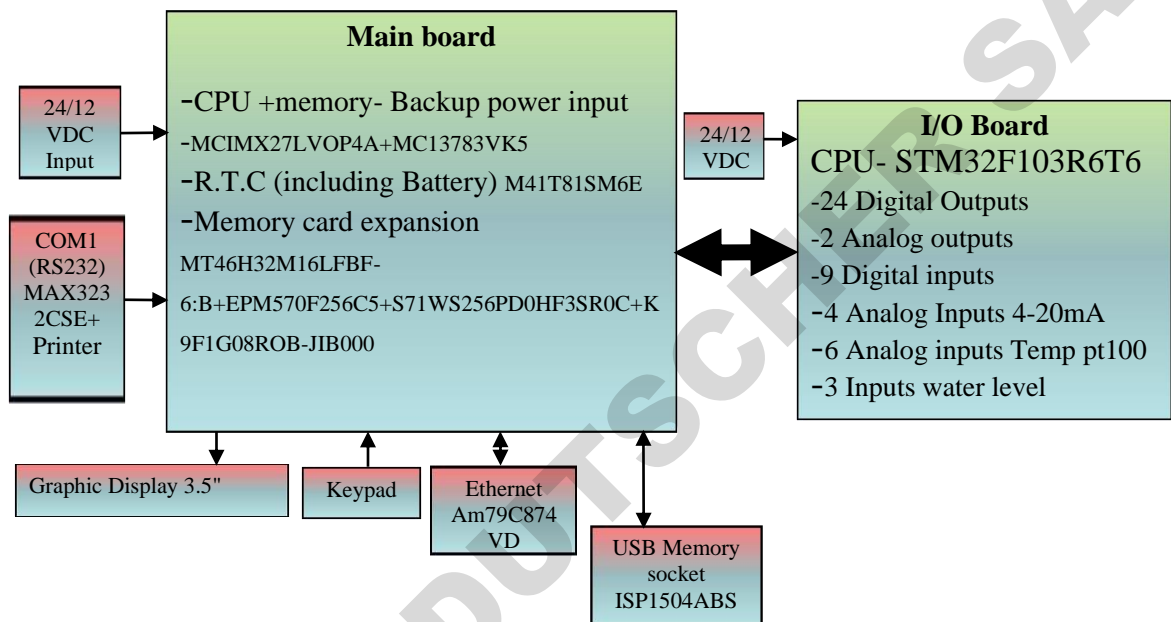 Main board
-CPU +memory- Backup power input
-MCIMX27LVOP4A+MC13783VK5
-R.T.C (including Battery) M41T81SM6E
-Memory card expansion
MT46H32M16LFBF-
6:B+EPM570F256C5+S71WS256PD0HF3SR0C+K
9F1G08ROB-JIB000
24/12
VDC
Input
COM1
(RS232)
MAX323
2CSE+
Printer
24/12
VDC
I/O Board
CPU- STM32F103R6T6
-24 Digital Outputs
-2 Analog outputs
-9 Digital inputs
-4 Analog Inputs 4-20mA
-6 Analog inputs Temp pt100
-3 Inputs water level
Graphic Display 3.5"
Keypad
Ethernet
Am79C874
VD
USB Memory
socket
ISP1504ABS
DUTSCHER SA